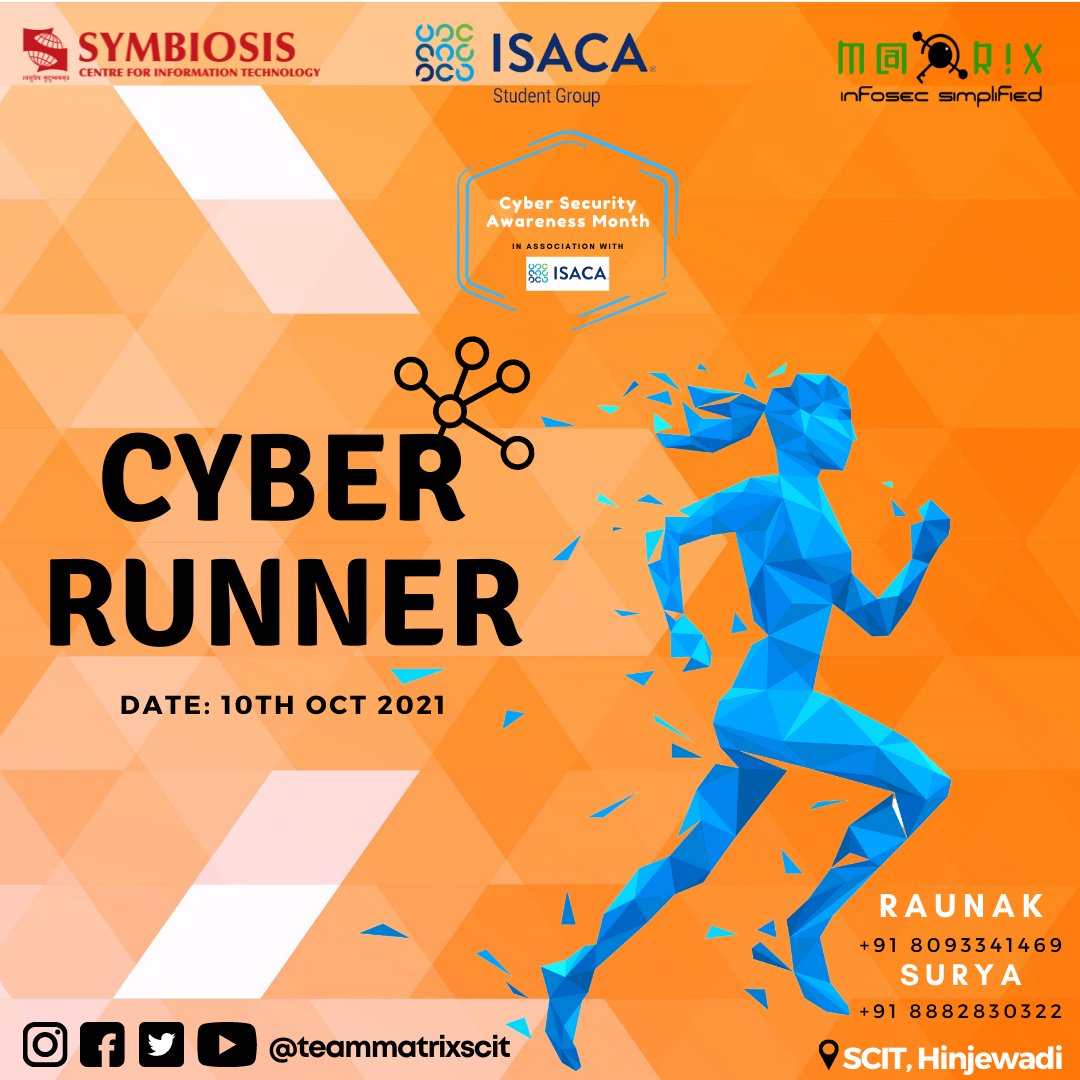 SYMBIOSIS
CENTRE FOR INFORMATION TECHNOLOGY
ISACA®
Student Group
M@R!X
infosec simplified
Cyber Security
Awareness Month
IN ASSOCIATION WITH
ISACA
CYBER
RUNNER
DATE: 10TH OCT 2021
RAUNAK
+91 8093341469
SURYA
+91 8882830322
@teammatrixscit
SCIT, Hinjewadi